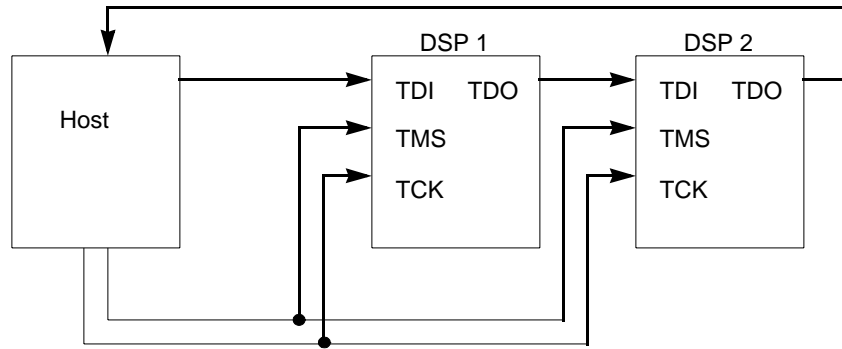 DSP 1
DSP 2
Host
TDI TDO
TMS
TCK
TDI TDO
TMS
TCK